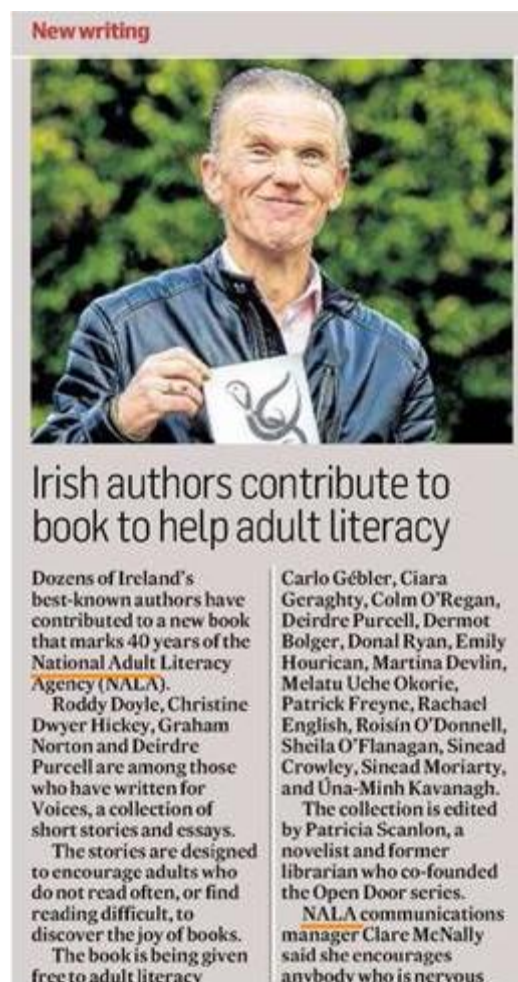 New writing
Irish authors contribute to
book to help adult literacy
Dozens of Ireland's
best-known authors have
contributed to a new book
that marks 40 years of the
National Adult Literacy
Agency (NALA).
Roddy Doyle, Christine
Dwyer Hickey, Graham
Norton and Deirdre
Purcell are among those
who have written for
Voices, a collection of
short stories and essays.
The stories are designed
to encourage adults who
do not read often, or find
reading difficult, to
discover the joy of books.
The book is being given
free to adult literacy
Carlo Gébler, Ciara
Geraghty, Colm O'Regan,
Deirdre Purcell, Dermot
Bolger, Donal Ryan, Emily
Hourican, Martina Devlin,
Melatu Uche Okorie,
Patrick Freyne, Rachael
English, Roisín O'Donnell,
Sheila O'Flanagan, Sinead
Crowley, Sinead Moriarty,
and Úna-Minh Kavanagh.
The collection is edited
by Patricia Scanlon, a
novelist and former
librarian who co-founded
the Open Door series.
NALA communications
manager Clare McNally
said she encourages
anybody who is nervous